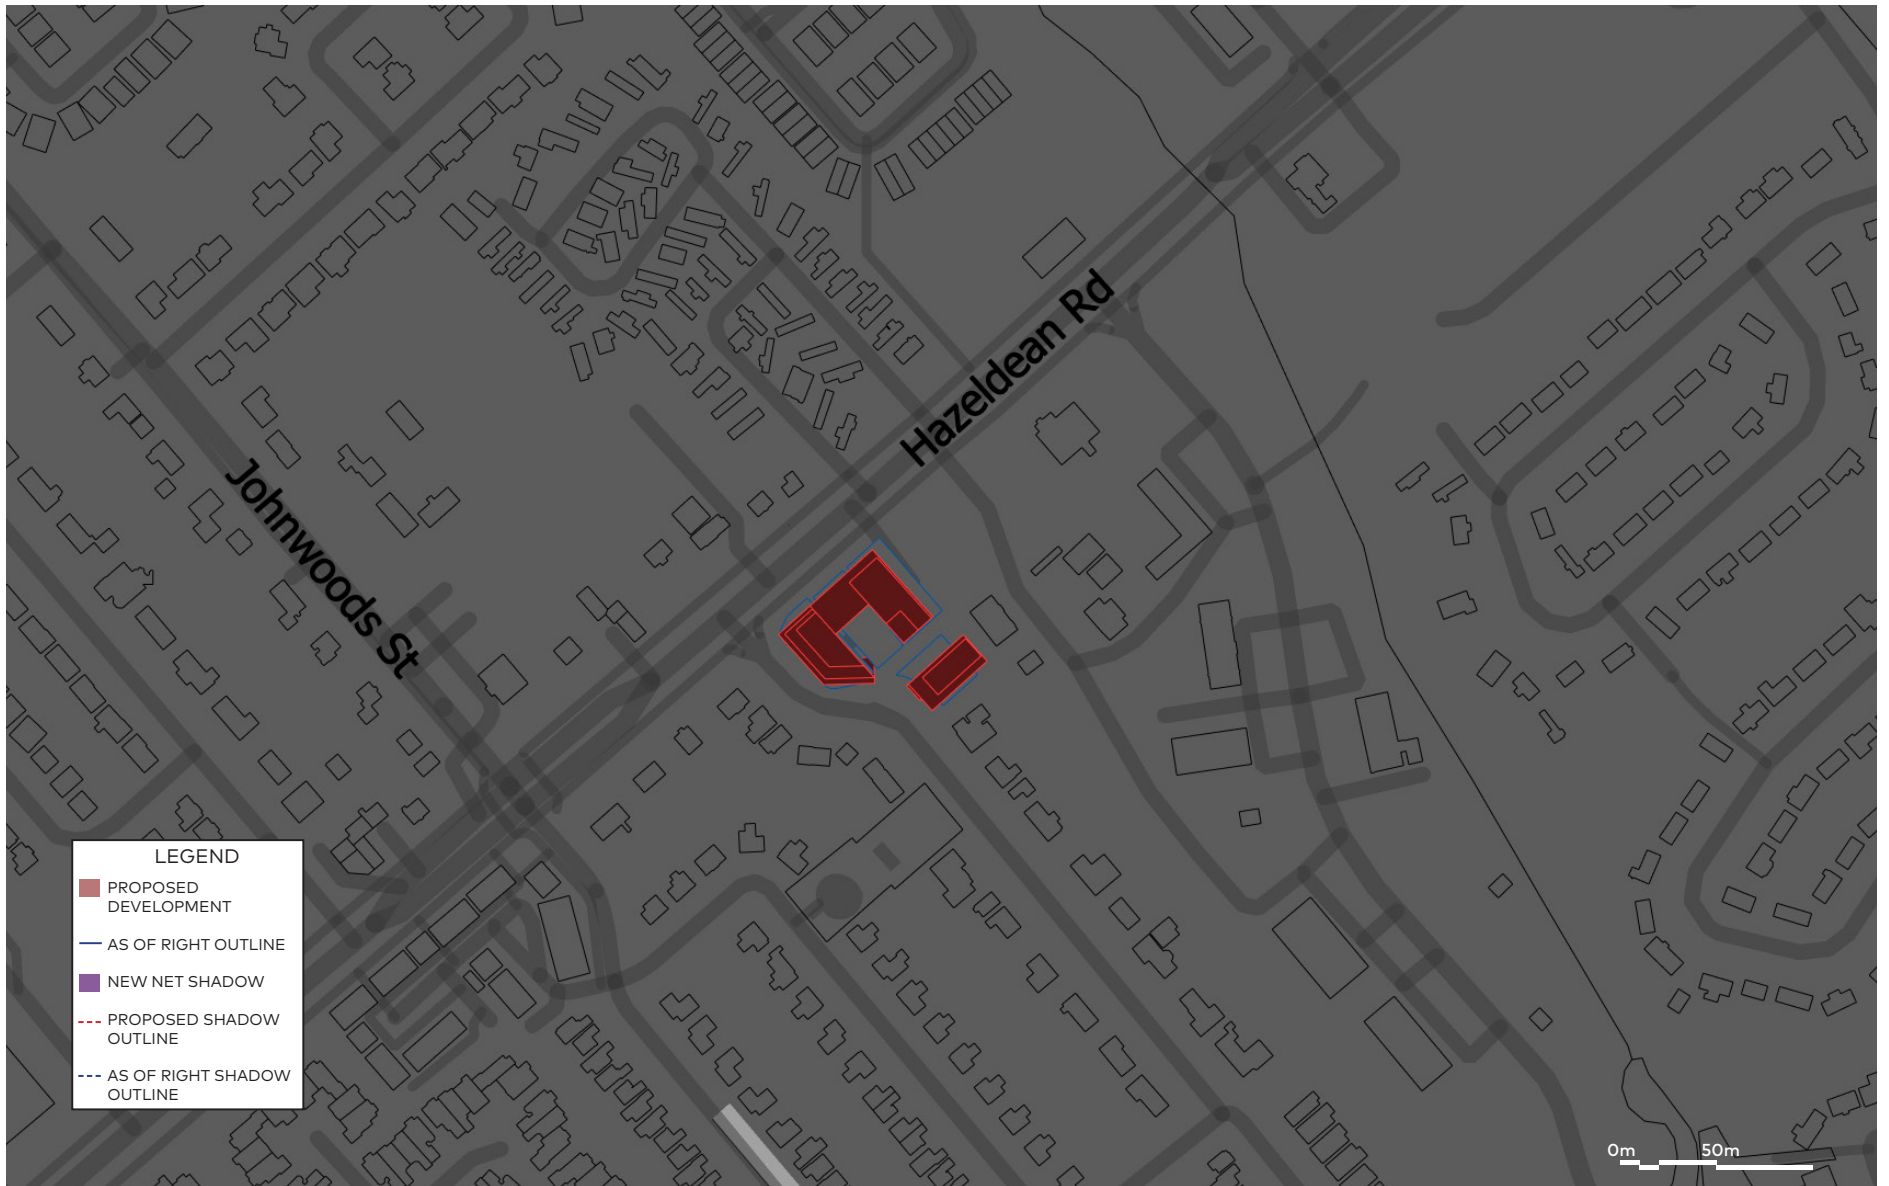 Hazeldean Rd
Johnwoods St
LEGEND
PROPOSED
DEVELOPMENT
AS OF RIGHT OUTLINE
NEW NET SHADOW
PROPOSED SHADOW
OUTLINE
AS OF RIGHT SHADOW
OUTLINE
0m 50m